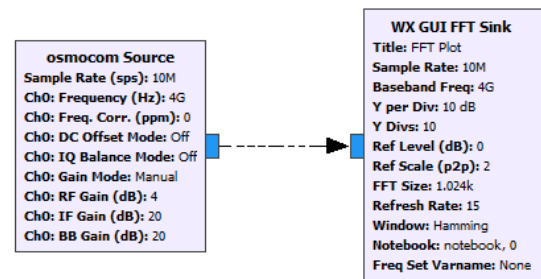 osmocom Source
Sample Rate (sps): 10M
Ch0: Frequency (Hz): 4G
Ch0: Freq. Corr. (ppm): 0
Ch0: DC Offset Mode: Off
Ch0: IQ Balance Mode: Off
Ch0: Gain Mode: Manual
Ch0: RF Gain (dB): 4
Ch0: IF Gain (dB): 20
Ch0: BB Gain (dB): 20
WX GUI FFT Sink
Title: FFT Plot
Sample Rate: 10M
Baseband Freq: 4G
Y per Div: 10 dB
Y Divs: 10
Ref Level (dB): 0
Ref Scale (p2p): 2
FFT Size: 1.024k
Refresh Rate: 15
Window: Hamming
Notebook: notebook, 0
Freq Set Varname: None